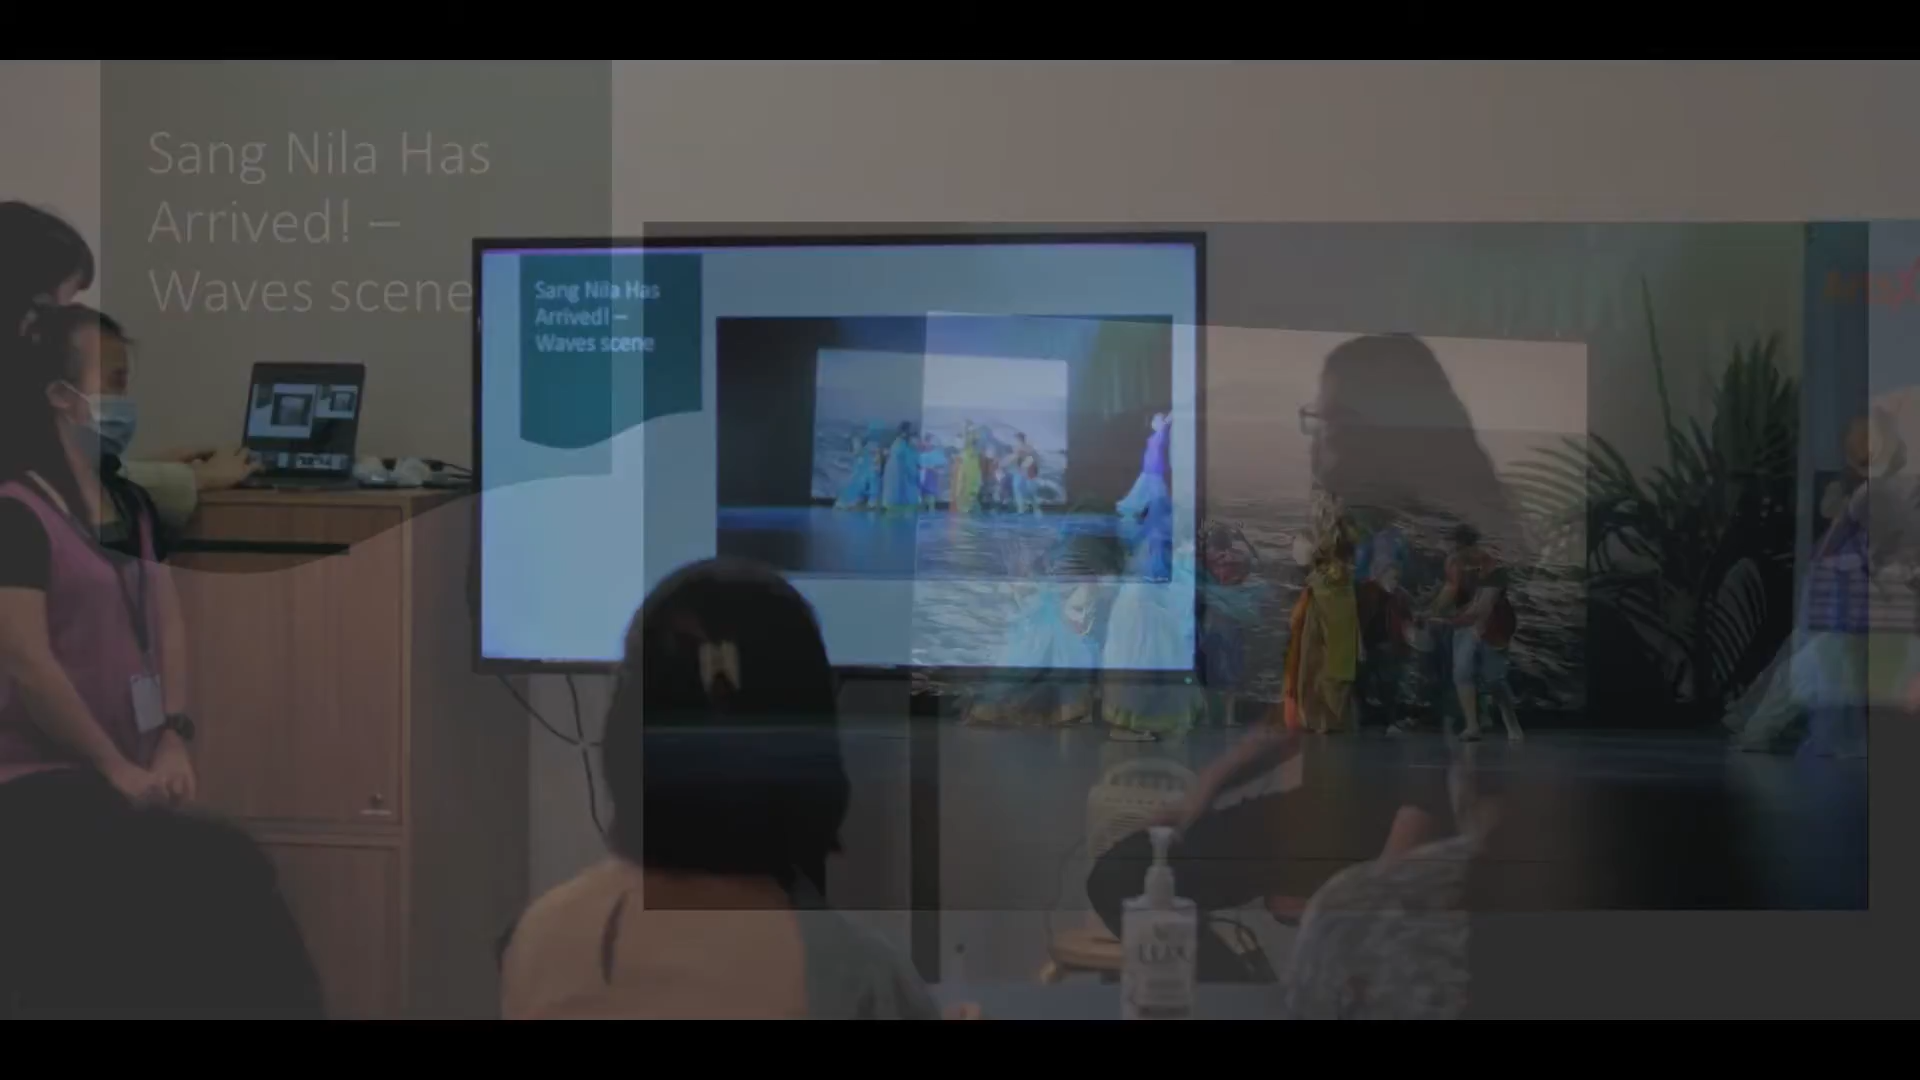 Sang Nila Has
Arrived! –
Waves scene
Sang Nila Has
Arrived! –
Waves scene
LUX